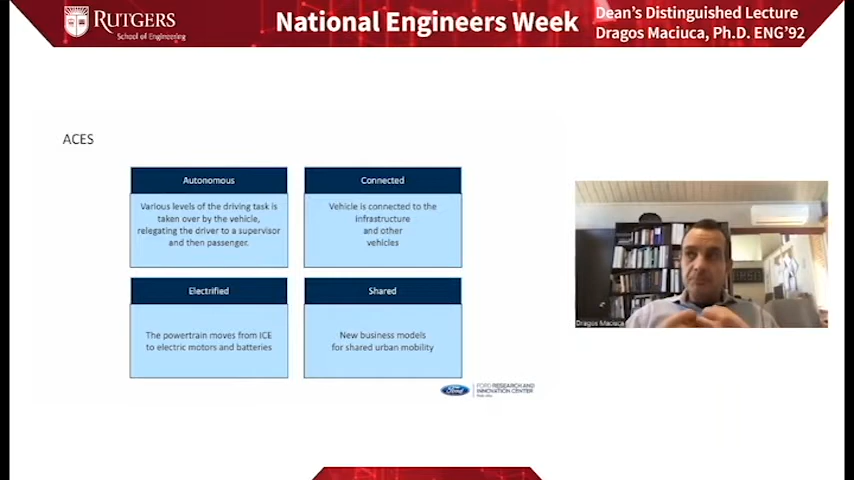 RUTGERS
School of Engineering
National Engineers Week
Dean's Distinguished Lecture
Dragos Maciuca, Ph.D. ENG'92
ACES
Autonomous
Various levels of the driving task is
taken over by the vehicle,
relegating the driver to a supervisor
and then passenger.
Connected
Vehicle is connected to the
infrastructure
and other
vehicles
Electrified
The powertrain moves from ICE
to electric motors and batteries
Shared
New business models
for shared urban mobility
Ford
FORD RESEARCH AND
INNOVATION CENTER
Dragos Maciuca